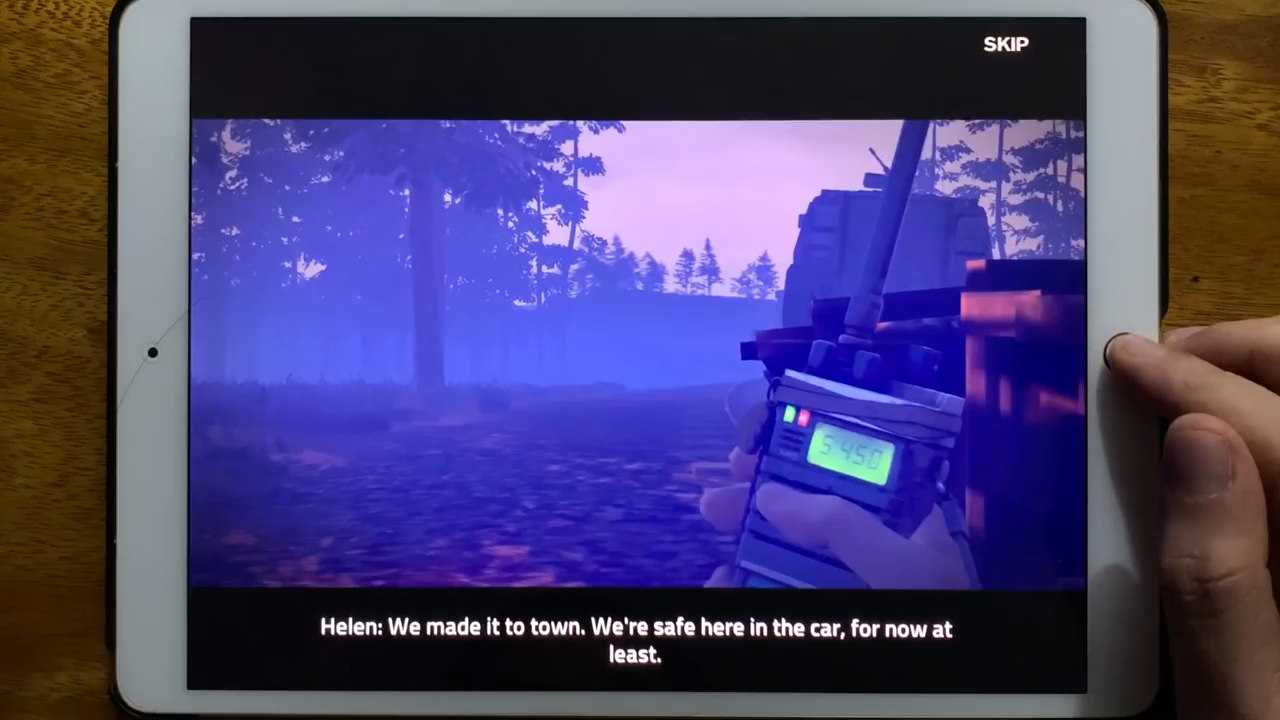 SKIP
5.450
Helen: We made it to town. We're safe here in the car, for now at
least.